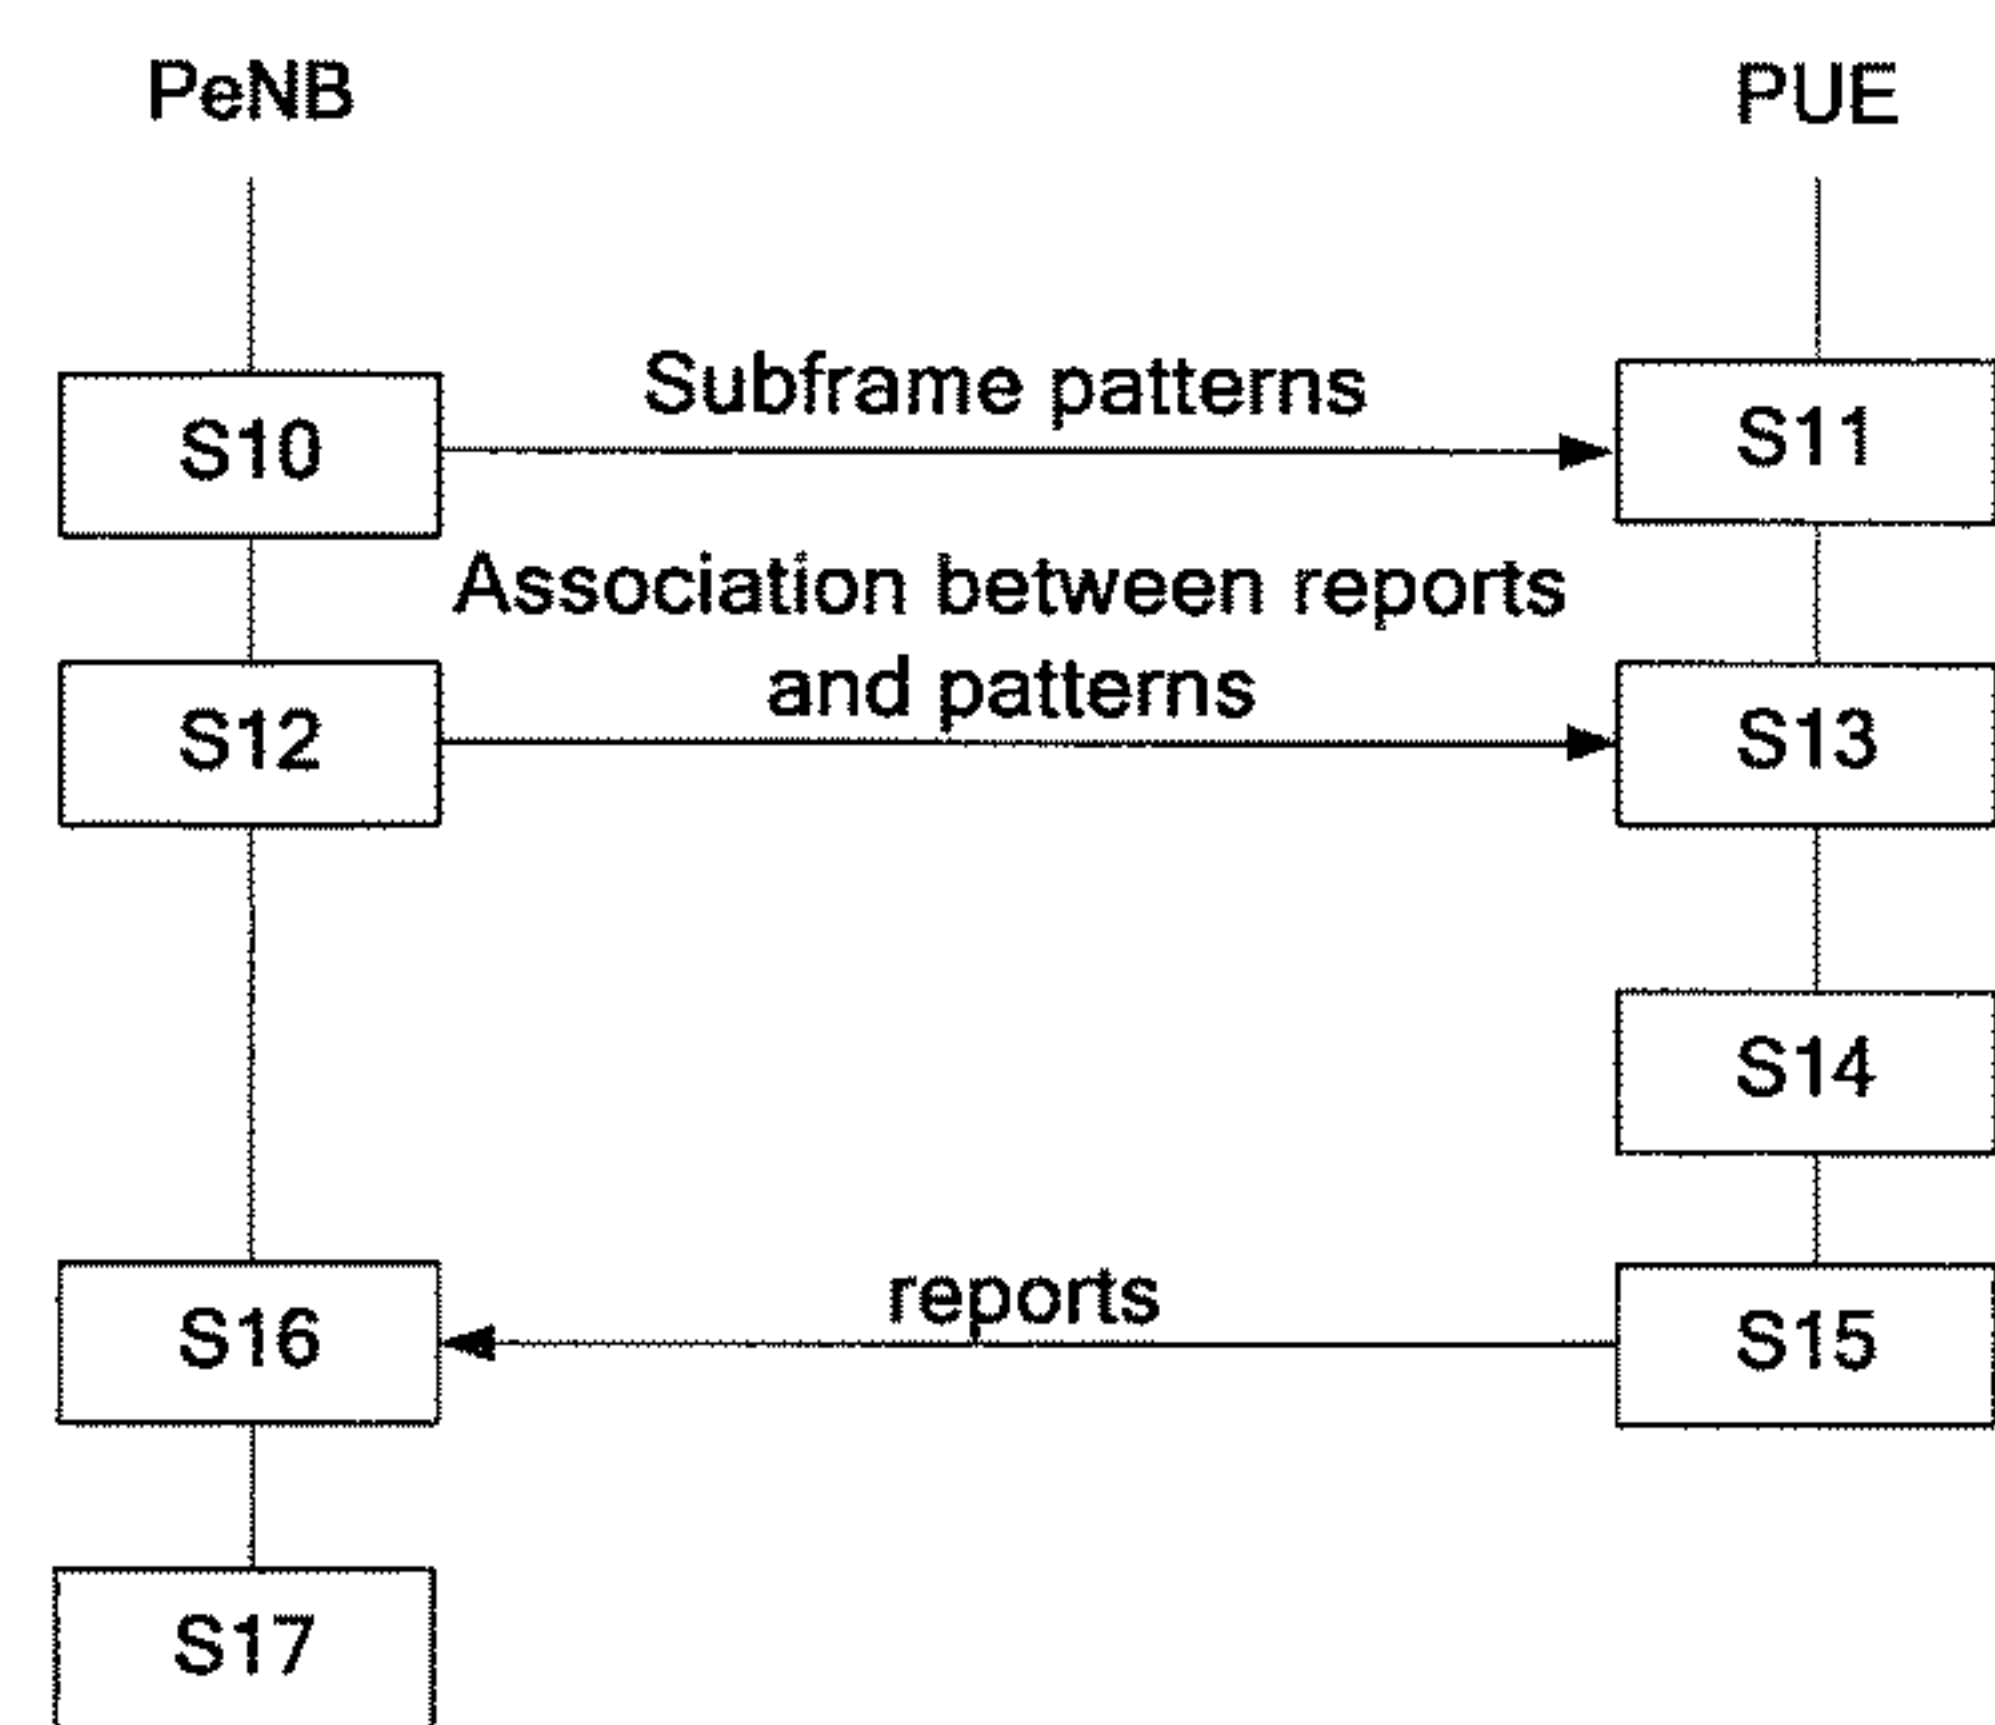 PeNB
PUE
Subframe patterns
S10
S11
Association between reports
and patterns
S12
S13
S14
reports
S16
S15
S17